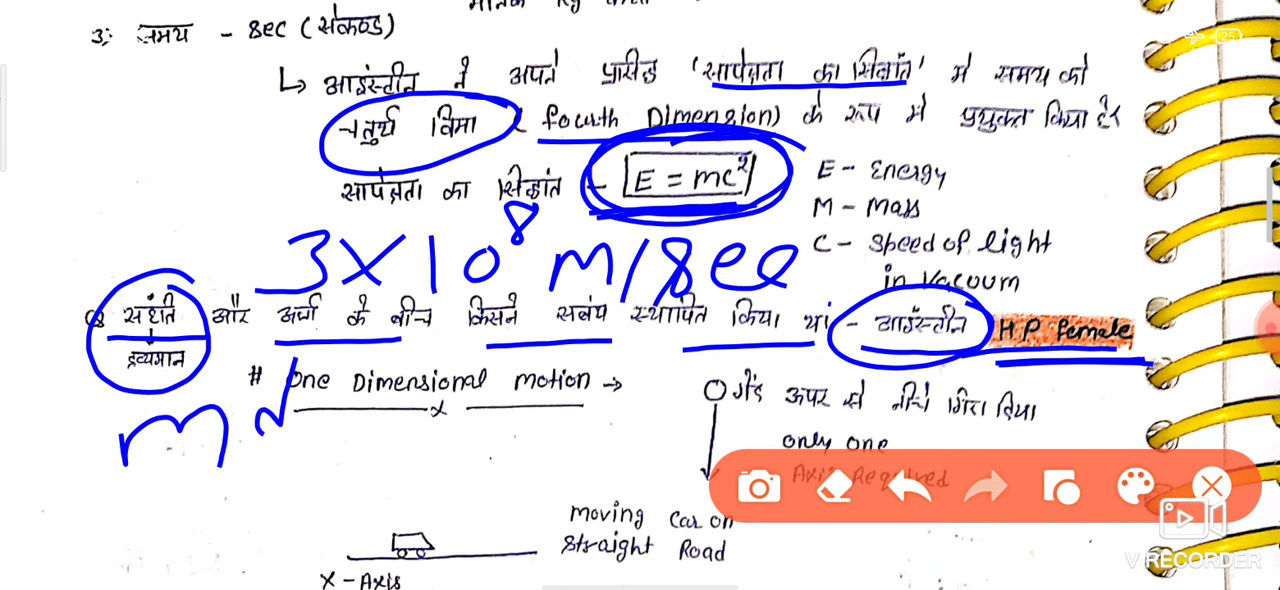 3: समय - sec (सेकण्ड)
↳ आइंस्टीन ने अपने प्रसिद्ध 'सापेक्षता का सिद्धांत' मे समय को
चतुर्थ विमा (fourth Dimension) के रूप मे प्रयुक्त किया है।
सापेक्षता का सिद्धांत - E = mc²
E - Energy
M - Mass
C - speed of light
in Vacuum
3 X 10⁸ m/sec
Q संहति और ऊर्जा के बीच किसने संबंध स्थापित किया था - आइंस्टीन H.P. female
द्रव्यमान
m
# One Dimensional motion →
गेंद ऊपर से नीचे गिरा दिया
only one
Axis Required
moving Car on
straight Road
X - Axis
V RECORDER